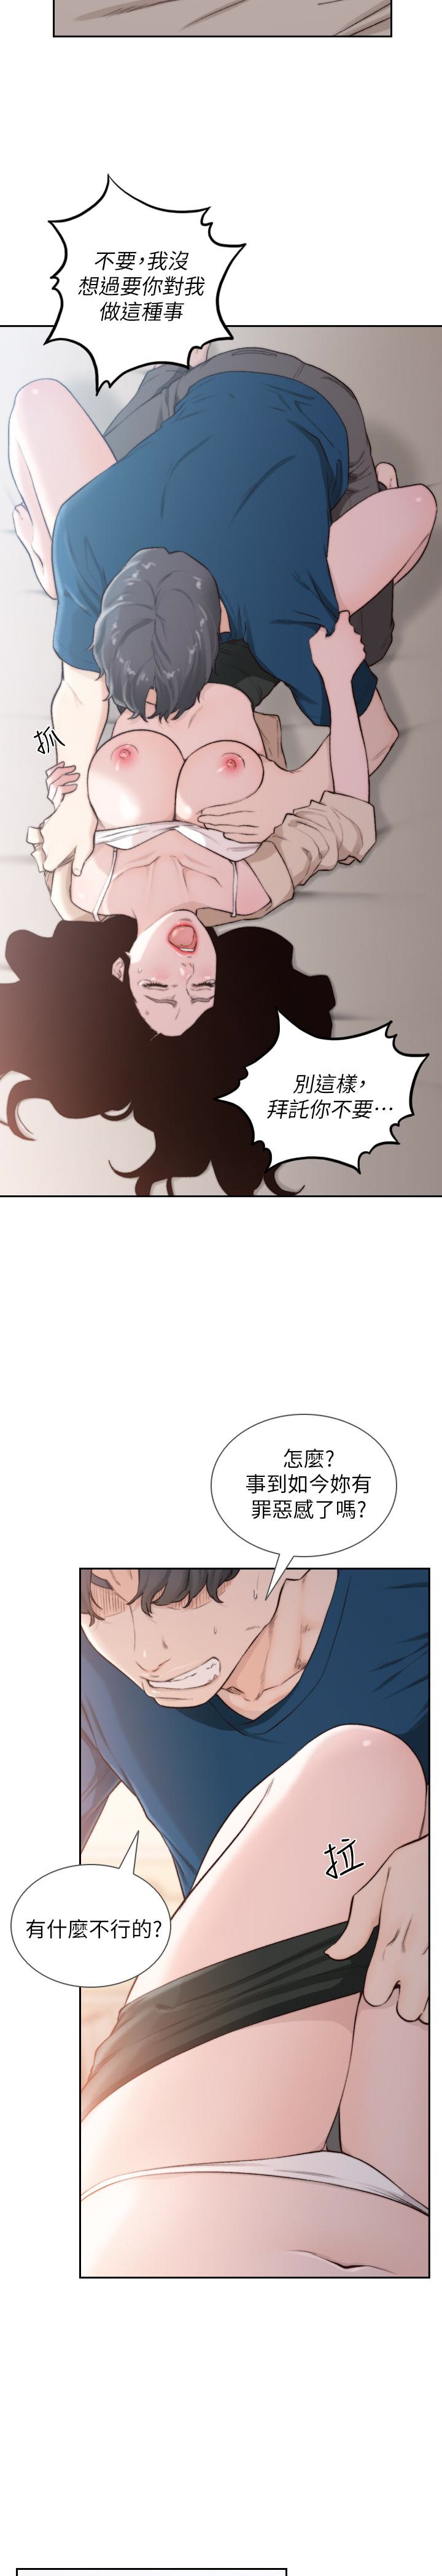 不要，我沒
想過要你對我
做這種事
抓
別這樣，
拜託你不要⋯
怎麼?
事到如今妳有
罪惡感了嗎?
拉
有什麼不行的?